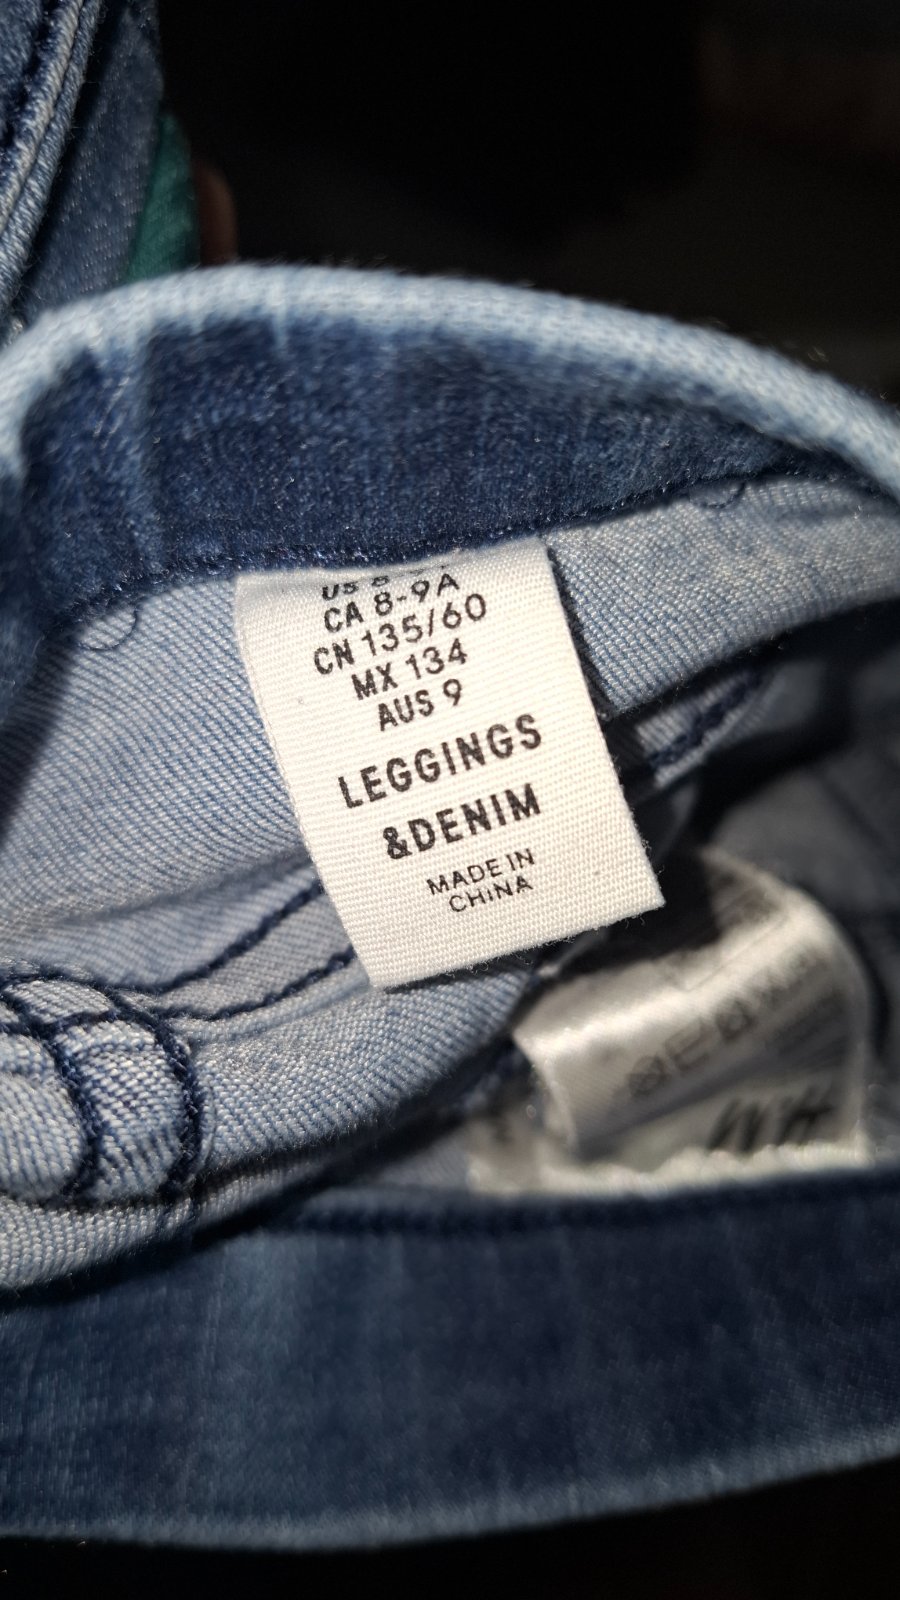 CA 8-9A
CN 135/60
MX 134
AUS 9
LEGGINGS
&DENIM
MADE IN
CHINA